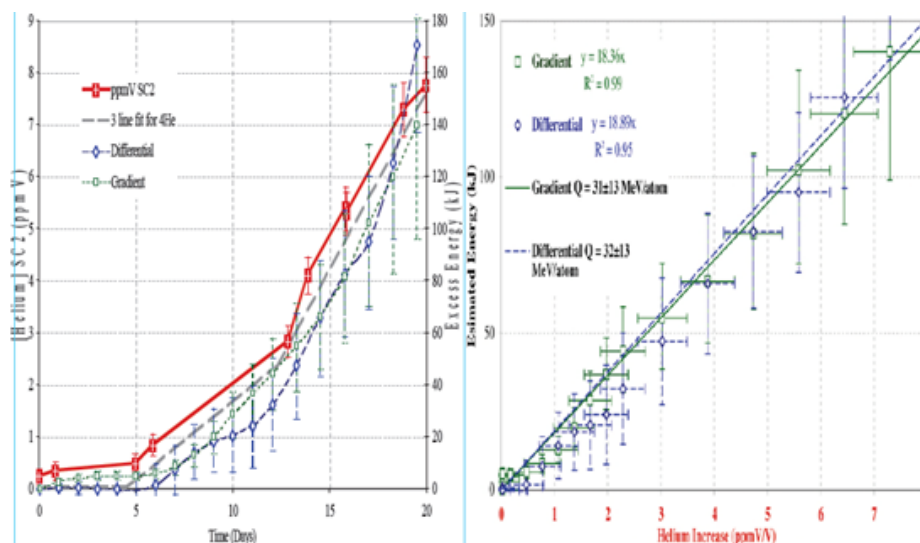 9
8
7
6
5
4
3
2
1
0
[Helium] SC2 (ppm V)
ppmV SC2
3 line fit for 4He
Differential
Gradient
180
160
140
120
100
80
60
40
20
0
Excess Energy (kJ)
0
5
10
15
20
Time (Days)
150
100
50
0
Esimated Energy (kJ)
Gradient y = 18.36x
R² = 0.99
Differential y = 18.89x
R² = 0.95
Gradient Q = 31±13 MeV/atom
Differential Q = 32±13
MeV/atom
0
1
2
3
4
5
6
7
Helium Increase (ppmV/V)